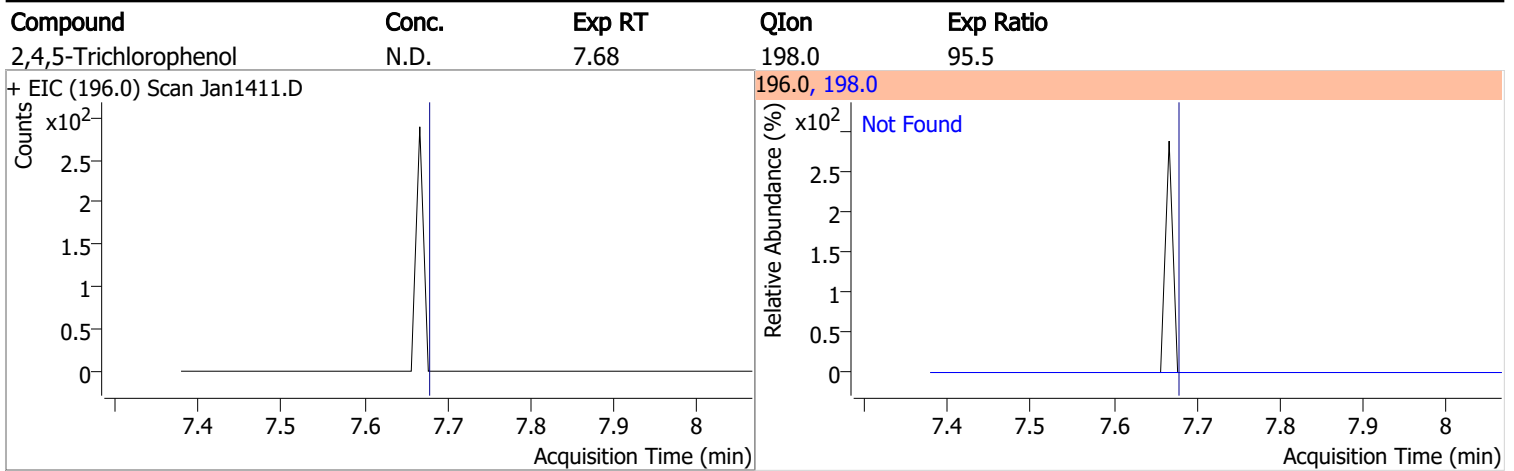 Compound Conc. Exp RT QIon Exp Ratio
2,4,5-Trichlorophenol N.D. 7.68 198.0 95.5
+ EIC (196.0) Scan Jan1411.D
Counts
x10²
2.5
2
1.5
1
0.5
0
7.4 7.5 7.6 7.7 7.8 7.9 8
Acquisition Time (min)
196.0, 198.0
Relative Abundance (%)
x10²
Not Found
2.5
2
1.5
1
0.5
0
7.4 7.5 7.6 7.7 7.8 7.9 8
Acquisition Time (min)